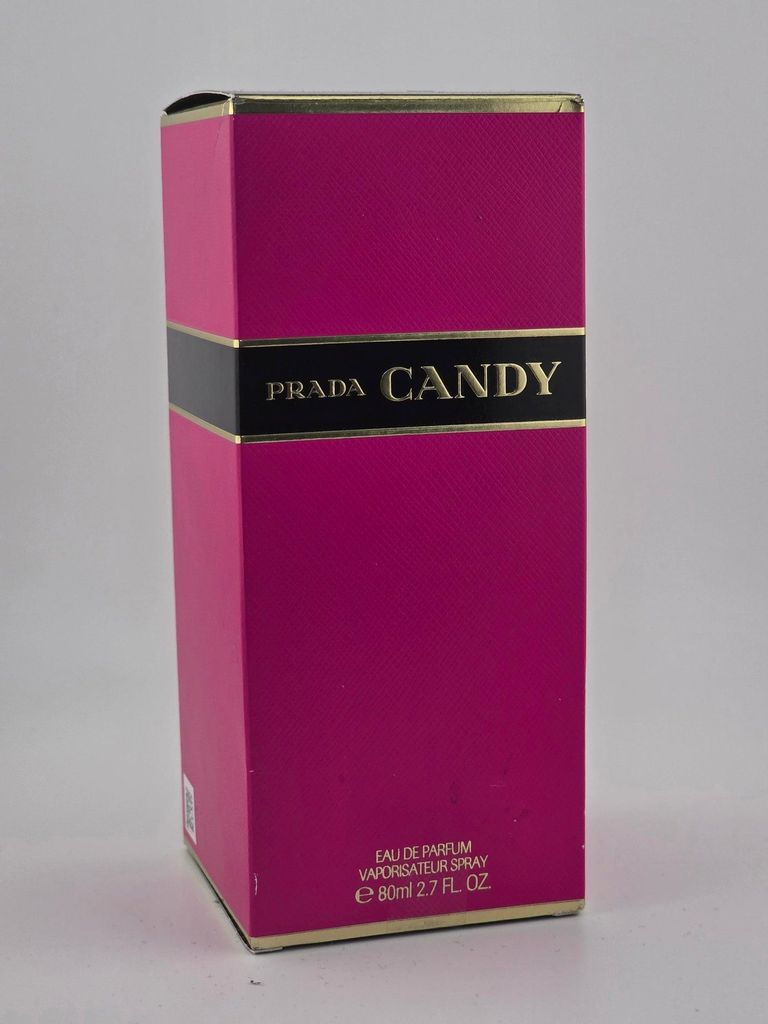 PRADA CANDY
EAU DE PARFUM
VAPORISATEUR SPRAY
℮ 80ml 2.7 FL. OZ.